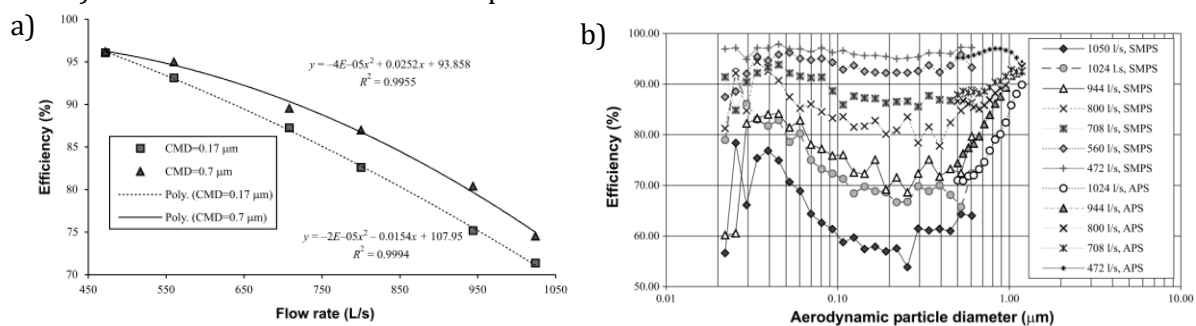 a)
100
95
90
85
80
75
70
Efficiency (%)
y = –4E–05x² + 0.0252x + 93.858
R² = 0.9955
CMD=0.17 μm
CMD=0.7 μm
Poly. (CMD=0.17 μm)
Poly. (CMD=0.7 μm)
y = –2E–05x² – 0.0154x + 107.95
R² = 0.9994
450
550
650
750
850
950
1050
Flow rate (L/s)
b)
100.00
90.00
80.00
70.00
60.00
50.00
Efficiency (%)
0.01
0.10
1.00
10.00
Aerodynamic particle diameter (μm)
1050 l/s, SMPS
1024 l.s, SMPS
944 l/s, SMPS
800 l/s, SMPS
708 l/s, SMPS
560 l/s, SMPS
472 l/s, SMPS
1024 l/s, APS
944 l/s, APS
800 l/s, APS
708 l/s, APS
472 l/s, APS